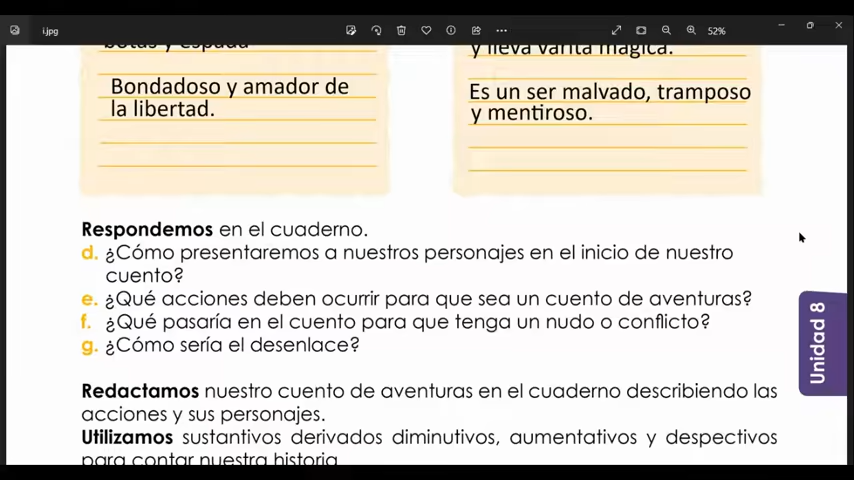 i.jpg
52%
botas y espada
Bondadoso y amador de
la libertad.
y lleva varita mágica.
Es un ser malvado, tramposo
y mentiroso.
Respondemos en el cuaderno.
d. ¿Cómo presentaremos a nuestros personajes en el inicio de nuestro
cuento?
e. ¿Qué acciones deben ocurrir para que sea un cuento de aventuras?
f. ¿Qué pasaría en el cuento para que tenga un nudo o conflicto?
g. ¿Cómo sería el desenlace?
Unidad 8
Redactamos nuestro cuento de aventuras en el cuaderno describiendo las
acciones y sus personajes.
Utilizamos sustantivos derivados diminutivos, aumentativos y despectivos
para contar nuestra historia